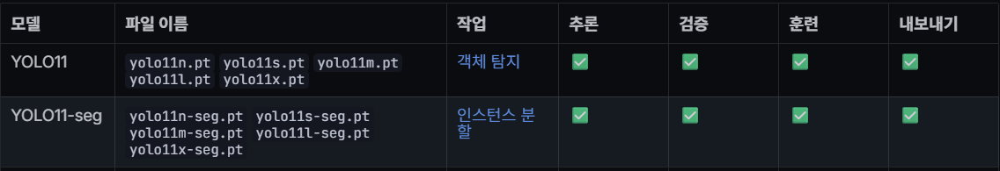 모델 파일 이름 작업 추론 검증 훈련 내보내기
YOLO11 yolo11n.pt yolo11s.pt yolo11m.pt 객체 탐지 ✅ ✅ ✅ ✅
yolo11l.pt yolo11x.pt
YOLO11-seg yolo11n-seg.pt yolo11s-seg.pt 인스턴스 분 ✅ ✅ ✅ ✅
yolo11m-seg.pt yolo11l-seg.pt 할
yolo11x-seg.pt